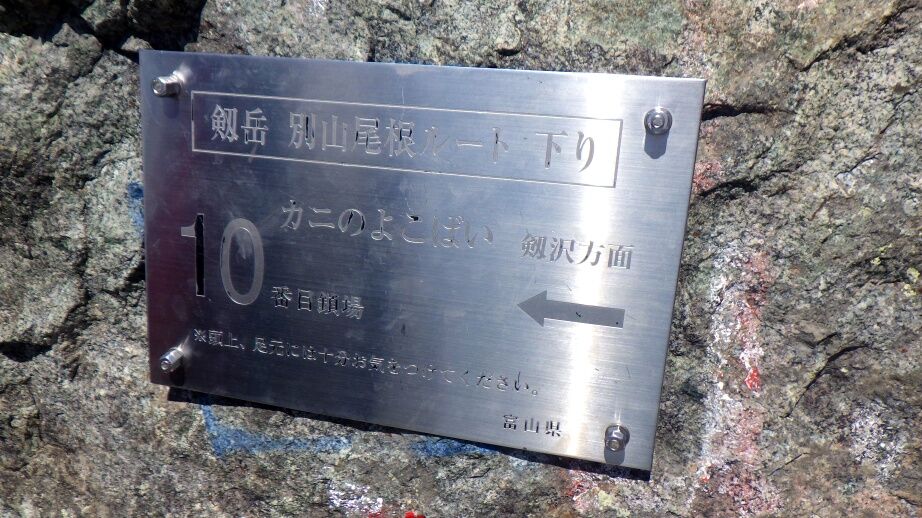 剱岳 別山尾根ルート 下り
カニのよこばい 剱沢方面
10番目鎖場
※頭上、足元には十分お気をつけてください。
富山県